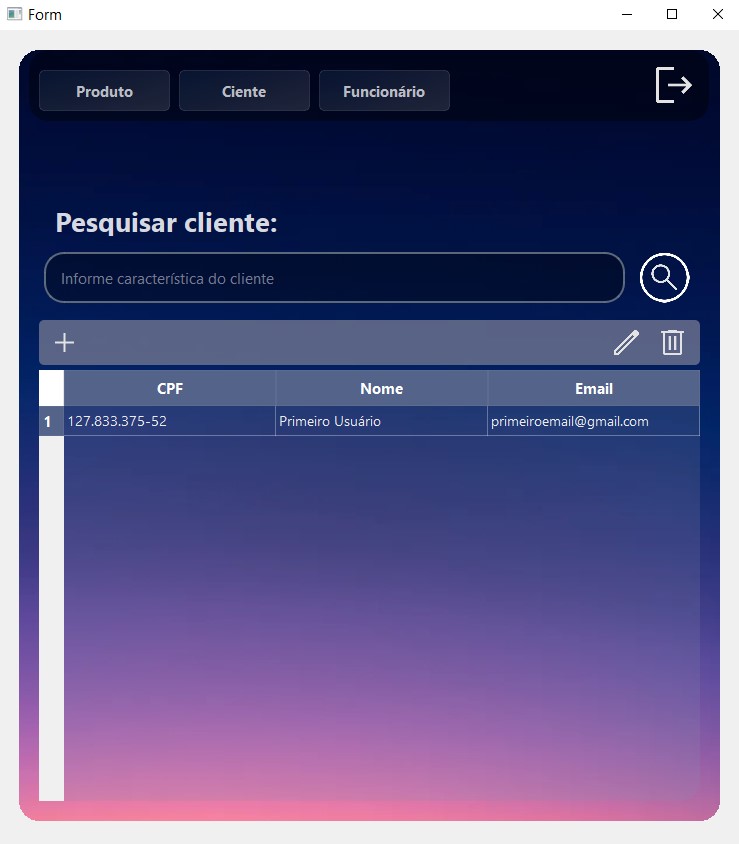 Form
Produto Ciente Funcionário
Pesquisar cliente:
Informe característica do cliente
CPF Nome Email
1 127.833.375-52 Primeiro Usuário primeiroemail@gmail.com